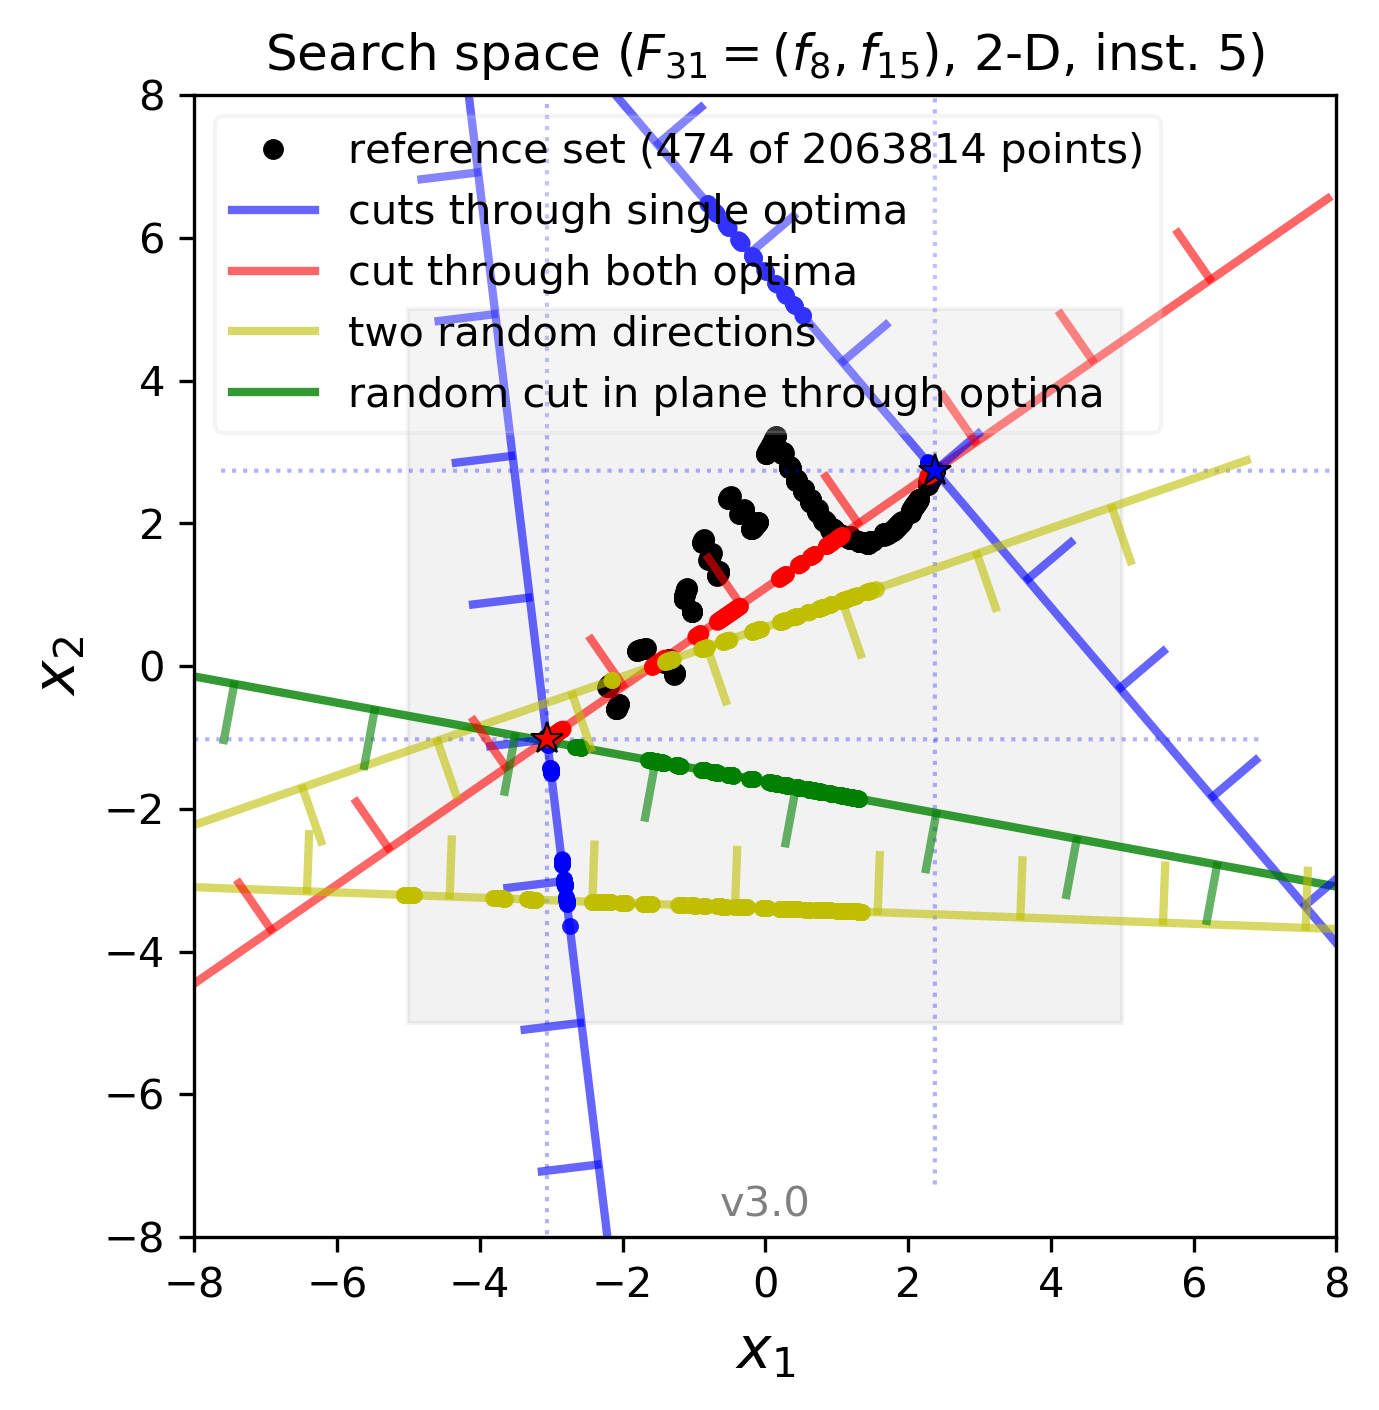 Search space (F₃₁ = (f₈, f₁₅), 2-D, inst. 5)
reference set (474 of 2063814 points)
cuts through single optima
cut through both optima
two random directions
random cut in plane through optima
8
6
4
2
0
−2
−4
−6
−8
x₂
v3.0
−8 −6 −4 −2 0 2 4 6 8
x₁